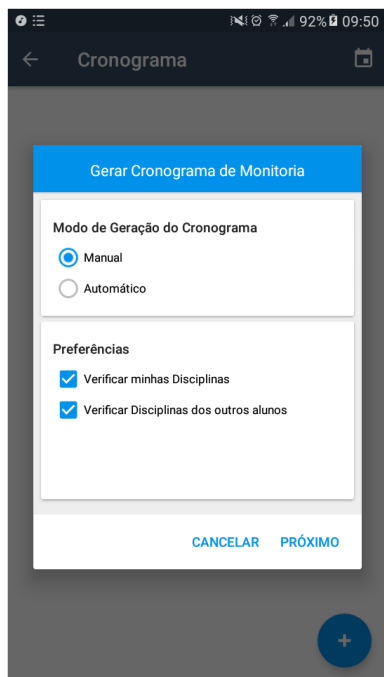 92% 09:50
Cronograma
Gerar Cronograma de Monitoria
Modo de Geração do Cronograma
Manual
Automático
Preferências
Verificar minhas Disciplinas
Verificar Disciplinas dos outros alunos
CANCELAR PRÓXIMO
+